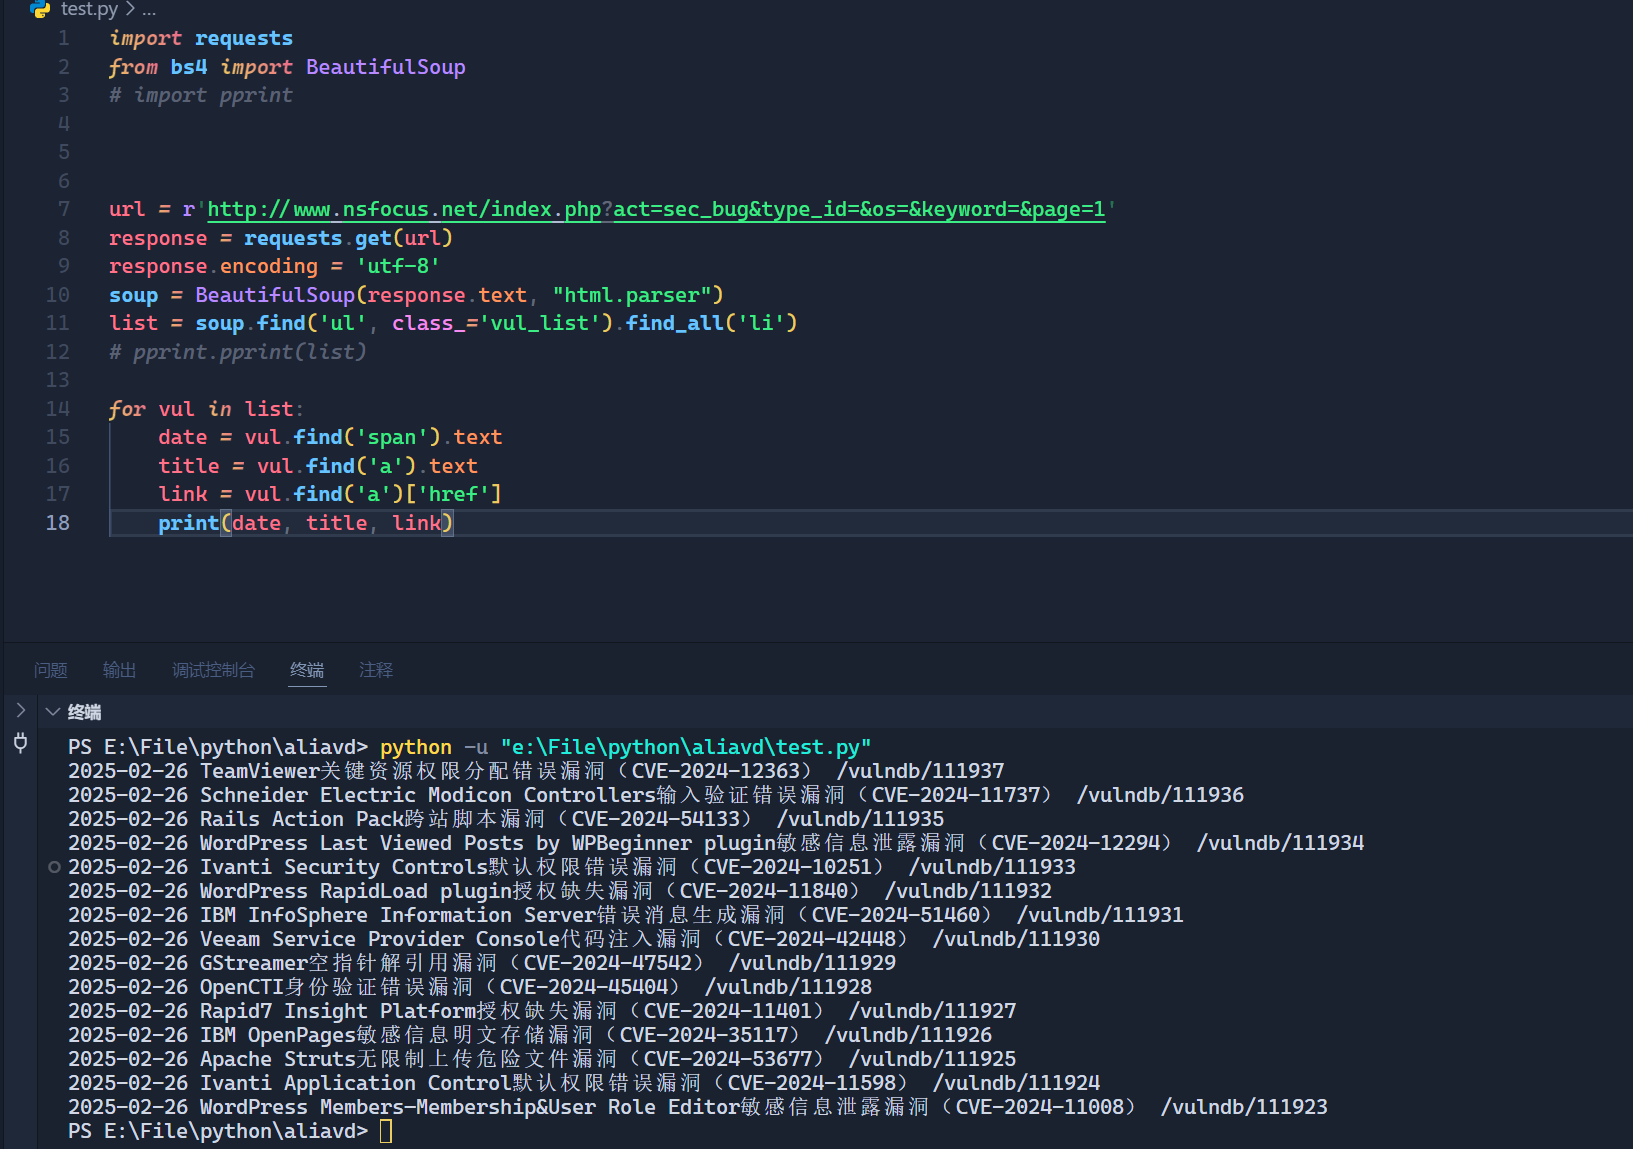 test.py > ...
1 import requests
2 from bs4 import BeautifulSoup
3 # import pprint
4
5
6
7 url = r'http://www.nsfocus.net/index.php?act=sec_bug&type_id=&os=&keyword=&page=1'
8 response = requests.get(url)
9 response.encoding = 'utf-8'
10 soup = BeautifulSoup(response.text, "html.parser")
11 list = soup.find('ul', class_='vul_list').find_all('li')
12 # pprint.pprint(list)
13
14 for vul in list:
15 date = vul.find('span').text
16 title = vul.find('a').text
17 link = vul.find('a')['href']
18 print(date, title, link)
问题 输出 调试控制台 终端 注释
终端
PS E:\File\python\aliavd> python -u "e:\File\python\aliavd\test.py"
2025-02-26 TeamViewer关键资源权限分配错误漏洞（CVE-2024-12363） /vulndb/111937
2025-02-26 Schneider Electric Modicon Controllers输入验证错误漏洞（CVE-2024-11737） /vulndb/111936
2025-02-26 Rails Action Pack跨站脚本漏洞（CVE-2024-54133） /vulndb/111935
2025-02-26 WordPress Last Viewed Posts by WPBeginner plugin敏感信息泄露漏洞（CVE-2024-12294） /vulndb/111934
2025-02-26 Ivanti Security Controls默认权限错误漏洞（CVE-2024-10251） /vulndb/111933
2025-02-26 WordPress RapidLoad plugin授权缺失漏洞（CVE-2024-11840） /vulndb/111932
2025-02-26 IBM InfoSphere Information Server错误消息生成漏洞（CVE-2024-51460） /vulndb/111931
2025-02-26 Veeam Service Provider Console代码注入漏洞（CVE-2024-42448） /vulndb/111930
2025-02-26 GStreamer空指针解引用漏洞（CVE-2024-47542） /vulndb/111929
2025-02-26 OpenCTI身份验证错误漏洞（CVE-2024-45404） /vulndb/111928
2025-02-26 Rapid7 Insight Platform授权缺失漏洞（CVE-2024-11401） /vulndb/111927
2025-02-26 IBM OpenPages敏感信息明文存储漏洞（CVE-2024-35117） /vulndb/111926
2025-02-26 Apache Struts无限制上传危险文件漏洞（CVE-2024-53677） /vulndb/111925
2025-02-26 Ivanti Application Control默认权限错误漏洞（CVE-2024-11598） /vulndb/111924
2025-02-26 WordPress Members-Membership&User Role Editor敏感信息泄露漏洞（CVE-2024-11008） /vulndb/111923
PS E:\File\python\aliavd>